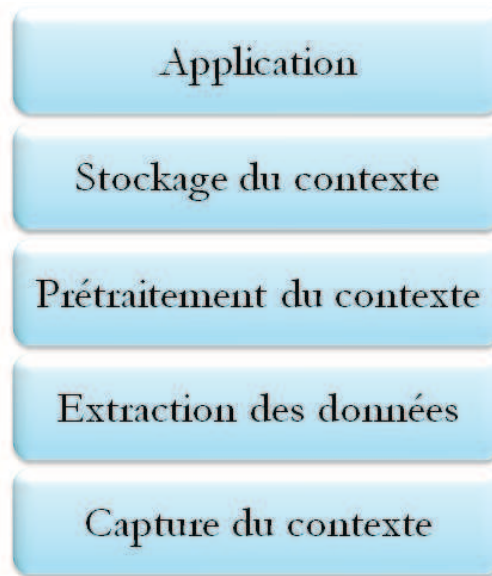 Application
Stockage du contexte
Prétraitement du contexte
Extraction des données
Capture du contexte